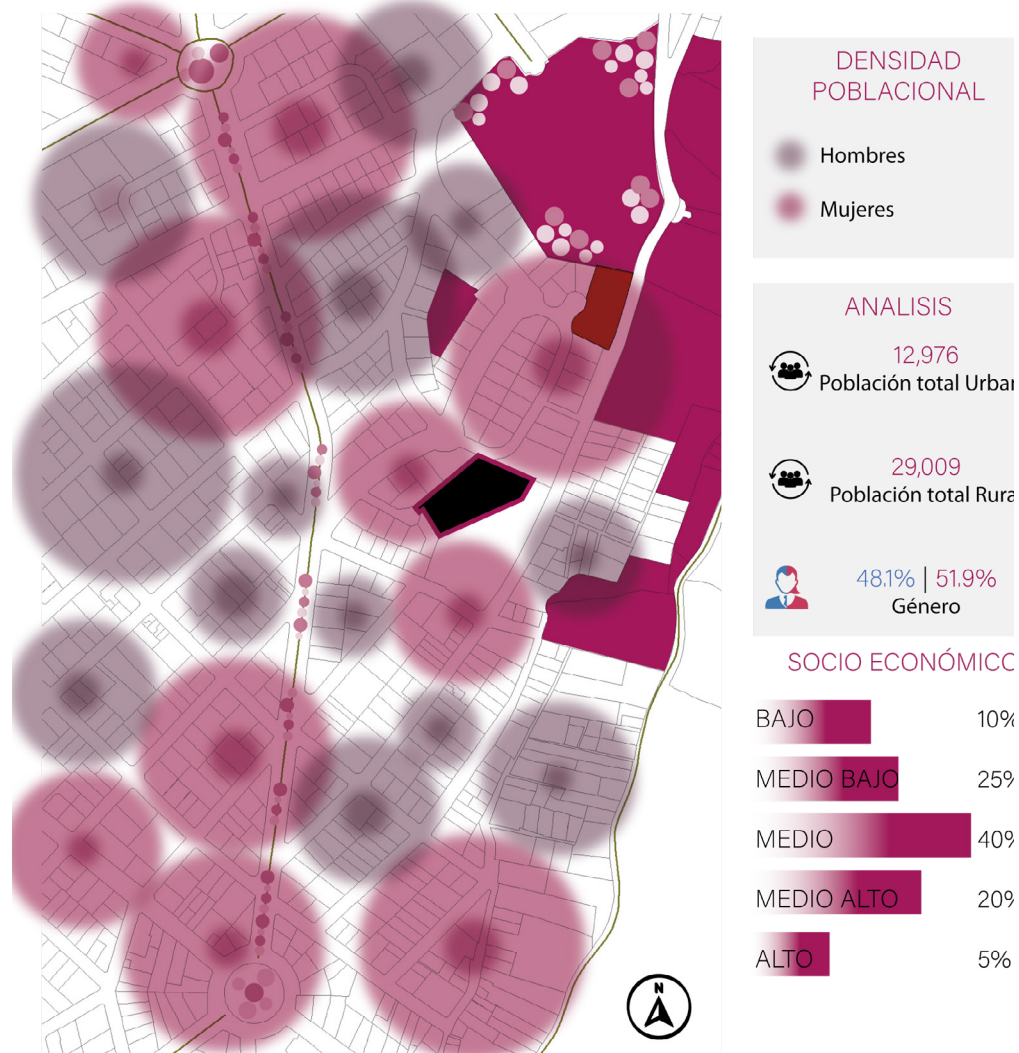 DENSIDAD
POBLACIONAL
Hombres
Mujeres
ANALISIS
12,976
Población total Urban
29,009
Población total Rura
48.1% | 51.9%
Género
SOCIO ECONÓMICO
BAJO 10%
MEDIO BAJO 25%
MEDIO 40%
MEDIO ALTO 20%
ALTO 5%
N